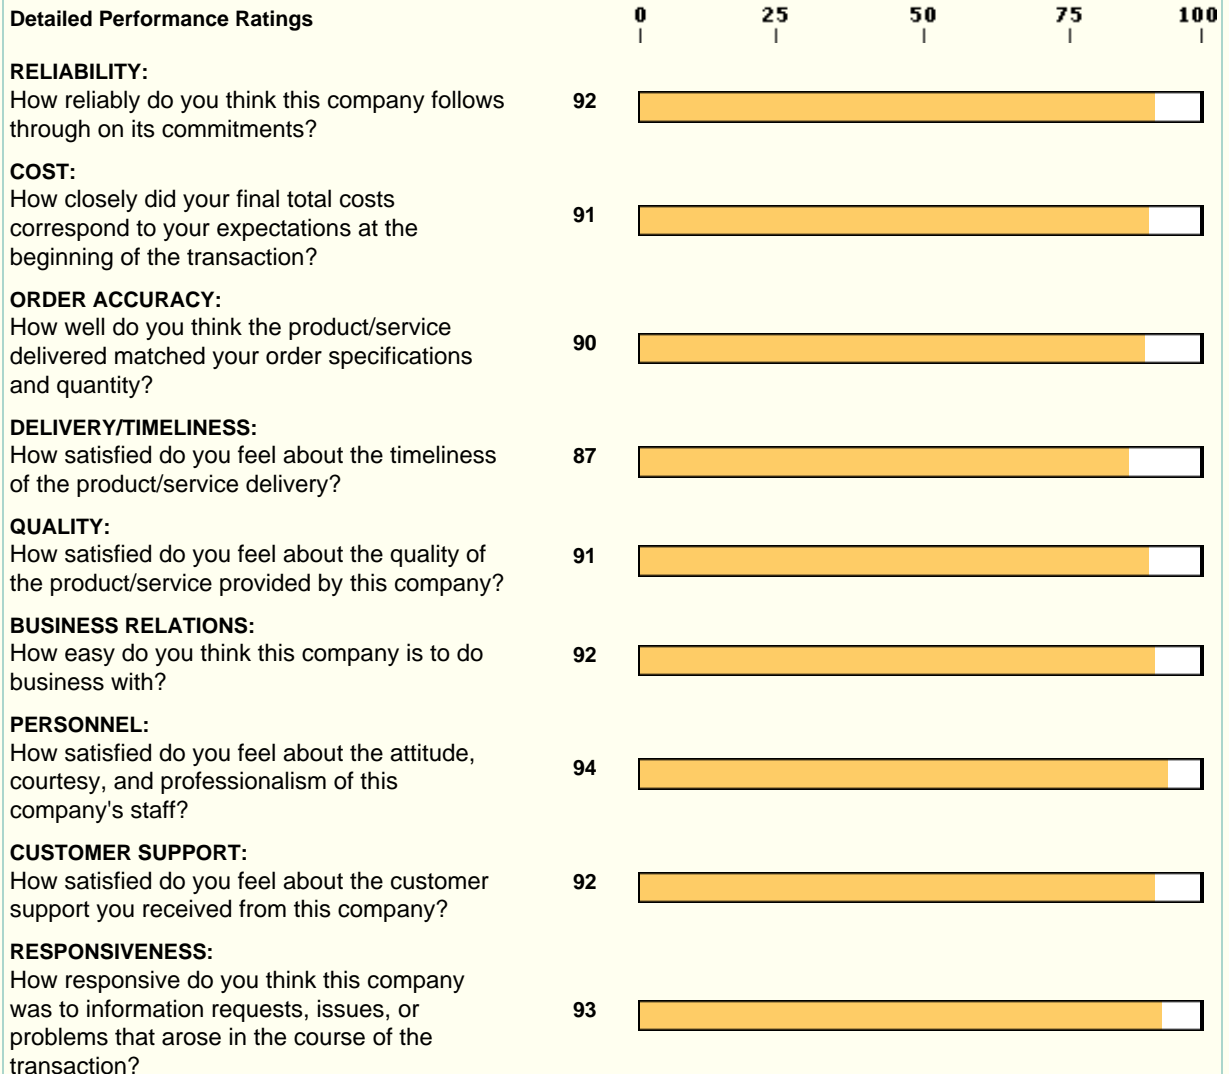 Detailed Performance Ratings
0 25 50 75 100
RELIABILITY:
How reliably do you think this company follows
through on its commitments?
92
COST:
How closely did your final total costs
correspond to your expectations at the
beginning of the transaction?
91
ORDER ACCURACY:
How well do you think the product/service
delivered matched your order specifications
and quantity?
90
DELIVERY/TIMELINESS:
How satisfied do you feel about the timeliness
of the product/service delivery?
87
QUALITY:
How satisfied do you feel about the quality of
the product/service provided by this company?
91
BUSINESS RELATIONS:
How easy do you think this company is to do
business with?
92
PERSONNEL:
How satisfied do you feel about the attitude,
courtesy, and professionalism of this
company's staff?
94
CUSTOMER SUPPORT:
How satisfied do you feel about the customer
support you received from this company?
92
RESPONSIVENESS:
How responsive do you think this company
was to information requests, issues, or
problems that arose in the course of the
transaction?
93